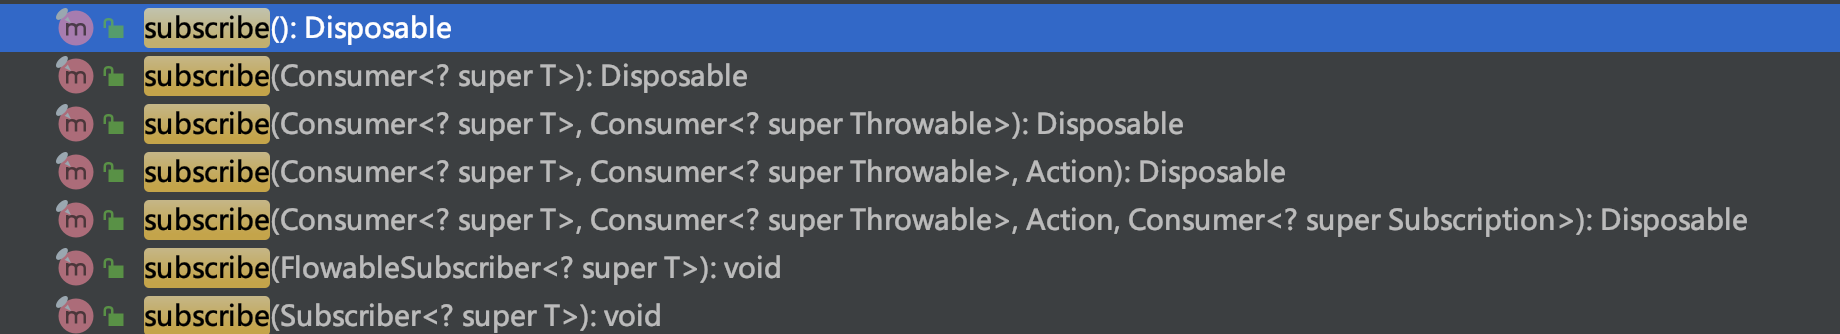 m subscribe(): Disposable
m subscribe(Consumer<? super T>): Disposable
m subscribe(Consumer<? super T>, Consumer<? super Throwable>): Disposable
m subscribe(Consumer<? super T>, Consumer<? super Throwable>, Action): Disposable
m subscribe(Consumer<? super T>, Consumer<? super Throwable>, Action, Consumer<? super Subscription>): Disposable
m subscribe(FlowableSubscriber<? super T>): void
m subscribe(Subscriber<? super T>): void